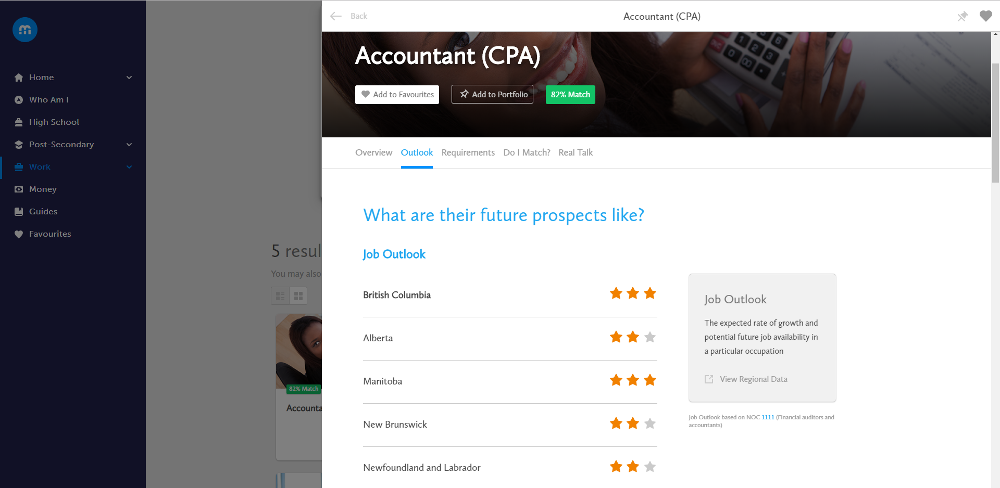 Home
Who Am I
High School
Post-Secondary
Work
Money
Guides
Favourites
5 resul
You may also
82% Match
Accounta
Back
Accountant (CPA)
Accountant (CPA)
Add to Favourites
Add to Portfolio
82% Match
Overview
Outlook
Requirements
Do I Match?
Real Talk
What are their future prospects like?
Job Outlook
British Columbia
Alberta
Manitoba
New Brunswick
Newfoundland and Labrador
Job Outlook
The expected rate of growth and
potential future job availability in
a particular occupation
View Regional Data
Job Outlook based on NOC 1111 (Financial auditors and
accountants)